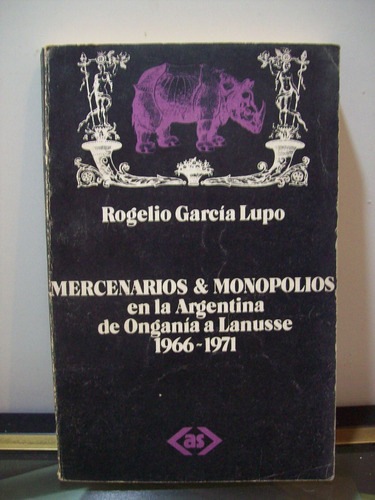 Rogelio García Lupo
MERCENARIOS & MONOPOLIOS
en la Argentina
de Onganía a Lanusse
1966-1971
as